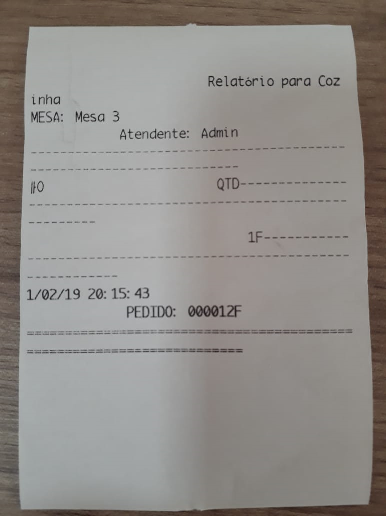 Relatório para Coz
inha
MESA: Mesa 3
Atendente: Admin
-----------------------------------------
---------------------------
#O QTD--------------
-----------------------------------------
---------
1F-----------
-----------------------------------------
------------
1/02/19 20:15:43
PEDIDO: 000012F
==========================================
============================